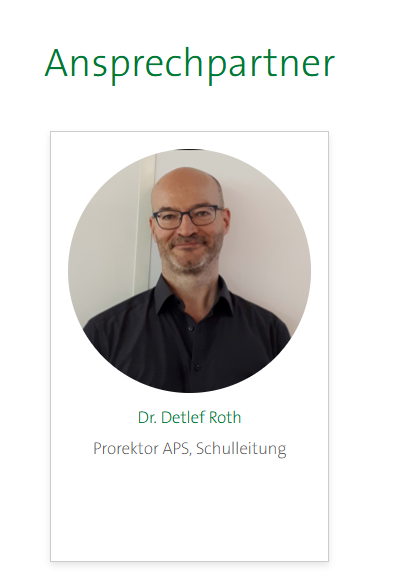 Ansprechpartner
Dr. Detlef Roth
Prorektor APS, Schulleitung